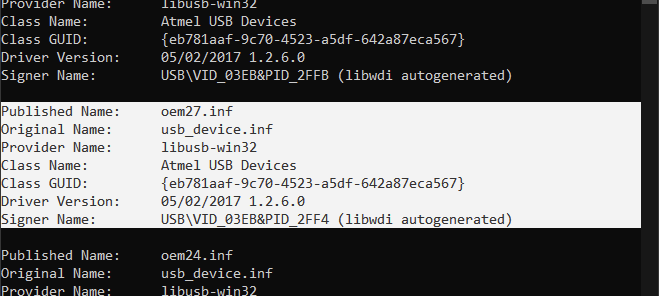 Provider Name: libusb-win32
Class Name: Atmel USB Devices
Class GUID: {eb781aaf-9c70-4523-a5df-642a87eca567}
Driver Version: 05/02/2017 1.2.6.0
Signer Name: USB\VID_03EB&PID_2FFB (libwdi autogenerated)
Published Name: oem27.inf
Original Name: usb_device.inf
Provider Name: libusb-win32
Class Name: Atmel USB Devices
Class GUID: {eb781aaf-9c70-4523-a5df-642a87eca567}
Driver Version: 05/02/2017 1.2.6.0
Signer Name: USB\VID_03EB&PID_2FF4 (libwdi autogenerated)
Published Name: oem24.inf
Original Name: usb_device.inf
Provider Name: libusb-win32